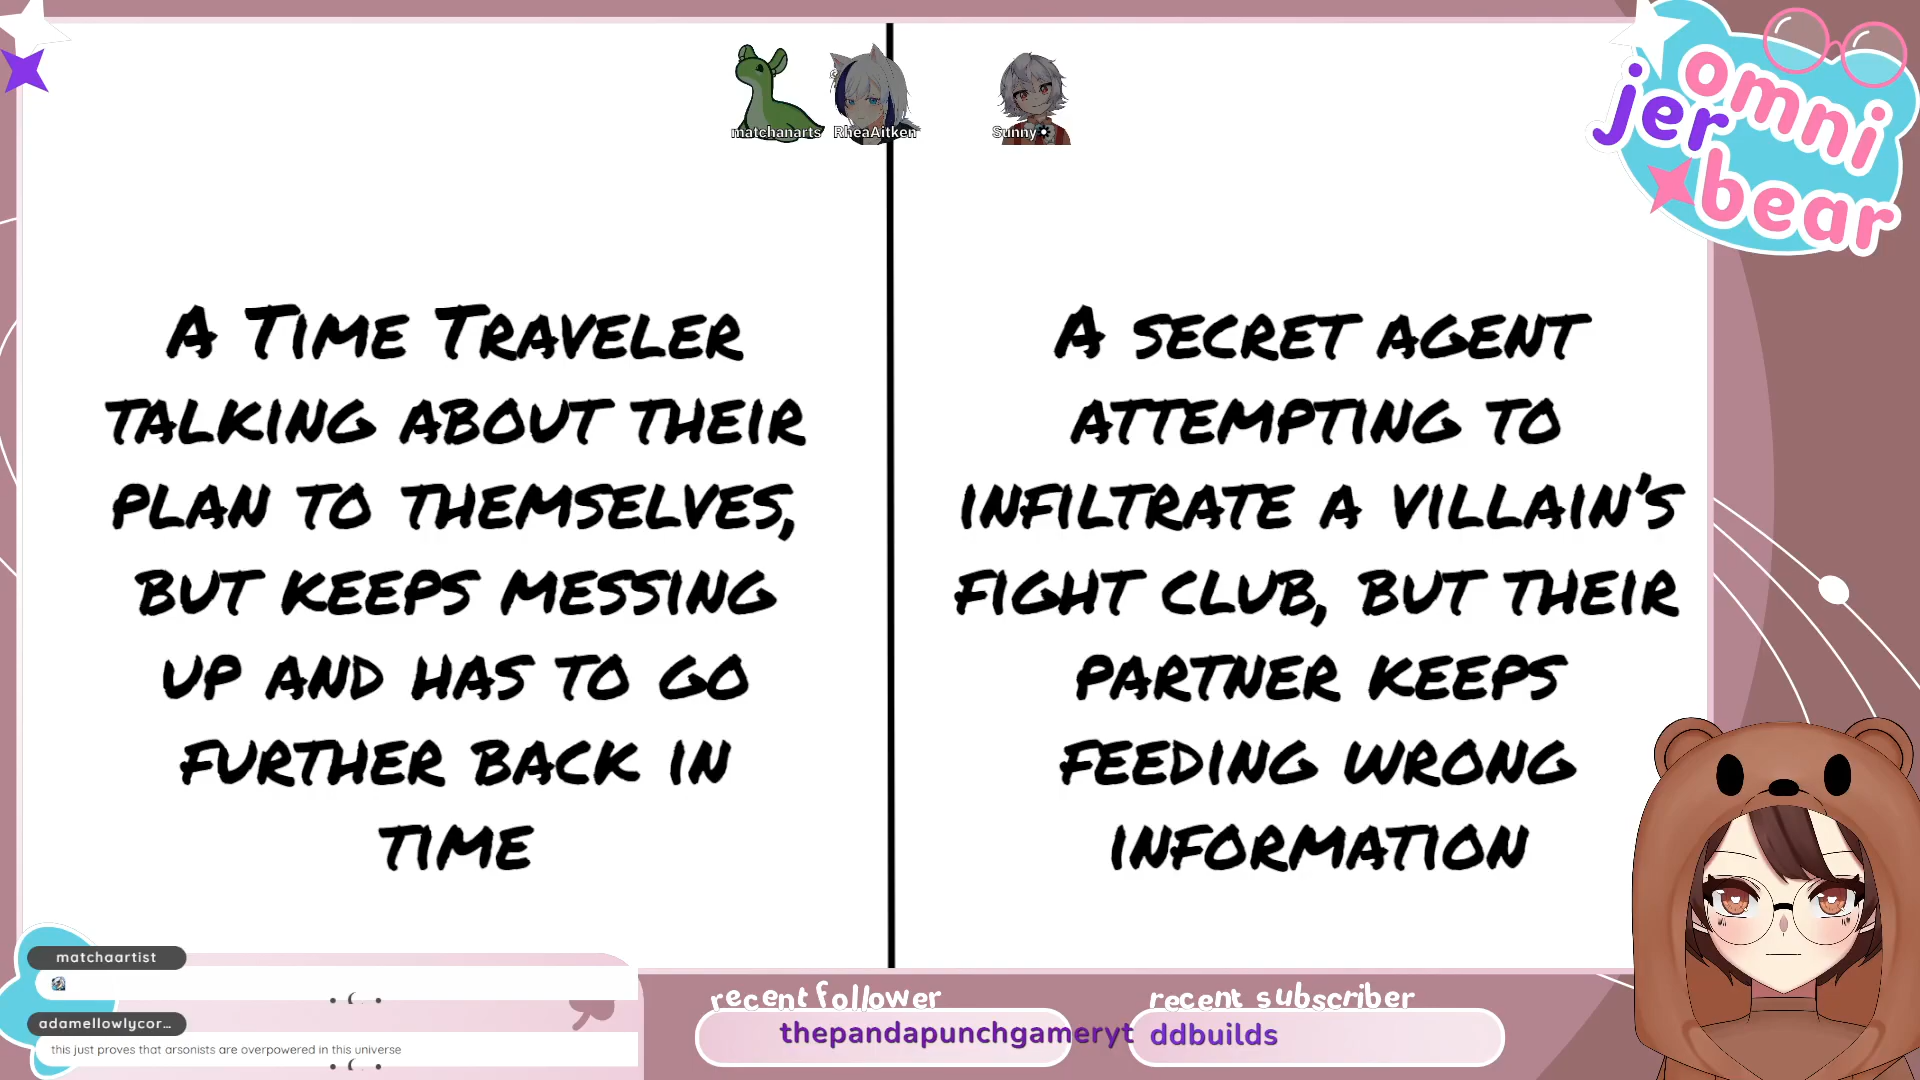 matchanarts
RheaAitken
Sunny
omni
jer
bear
A Time Traveler
talking about their
plan to themselves,
but keeps messing
up and has to go
further back in
time
A secret agent
attempting to
infiltrate a villain's
fight club, but their
partner keeps
feeding wrong
information
matchaartist
adamellowlycor...
this just proves that arsonists are overpowered in this universe
recent follower
thepandapunchgameryt
recent subscriber
ddbuilds